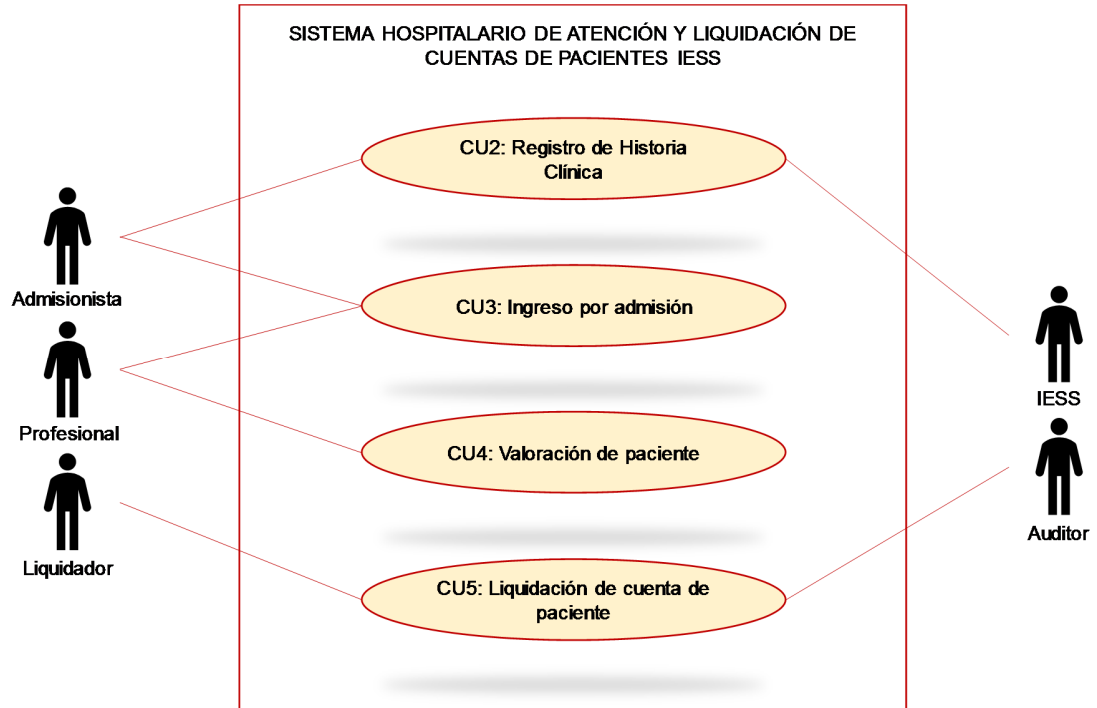 SISTEMA HOSPITALARIO DE ATENCIÓN Y LIQUIDACIÓN DE
CUENTAS DE PACIENTES IESS
CU2: Registro de Historia
Clínica
Admisionista
CU3: Ingreso por admisión
Profesional
CU4: Valoración de paciente
Liquidador
CU5: Liquidación de cuenta de
paciente
IESS
Auditor